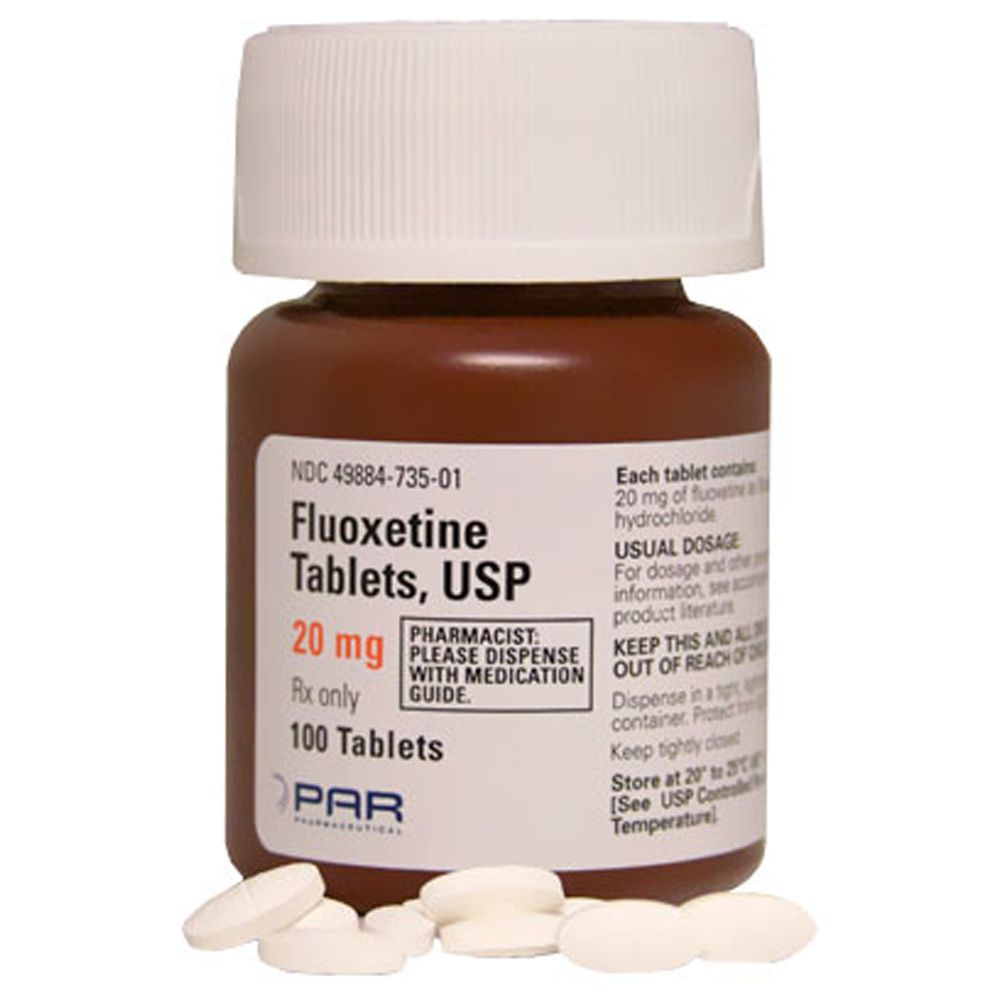 NDC 49884-735-01
Fluoxetine
Tablets, USP
20 mg
PHARMACIST:
PLEASE DISPENSE
WITH MEDICATION
GUIDE.
Rx only
100 Tablets
PAR
PHARMACEUTICAL
Each tablet contains:
20 mg of fluoxetine as
hydrochloride.
USUAL DOSAGE:
For dosage and other
information, see
product literature.
KEEP THIS AND ALL
OUT OF REACH OF
Dispense in a tight,
container. Protect from
Keep tightly closed.
Store at 20° to 25°C
[See USP Controlled
Temperature].